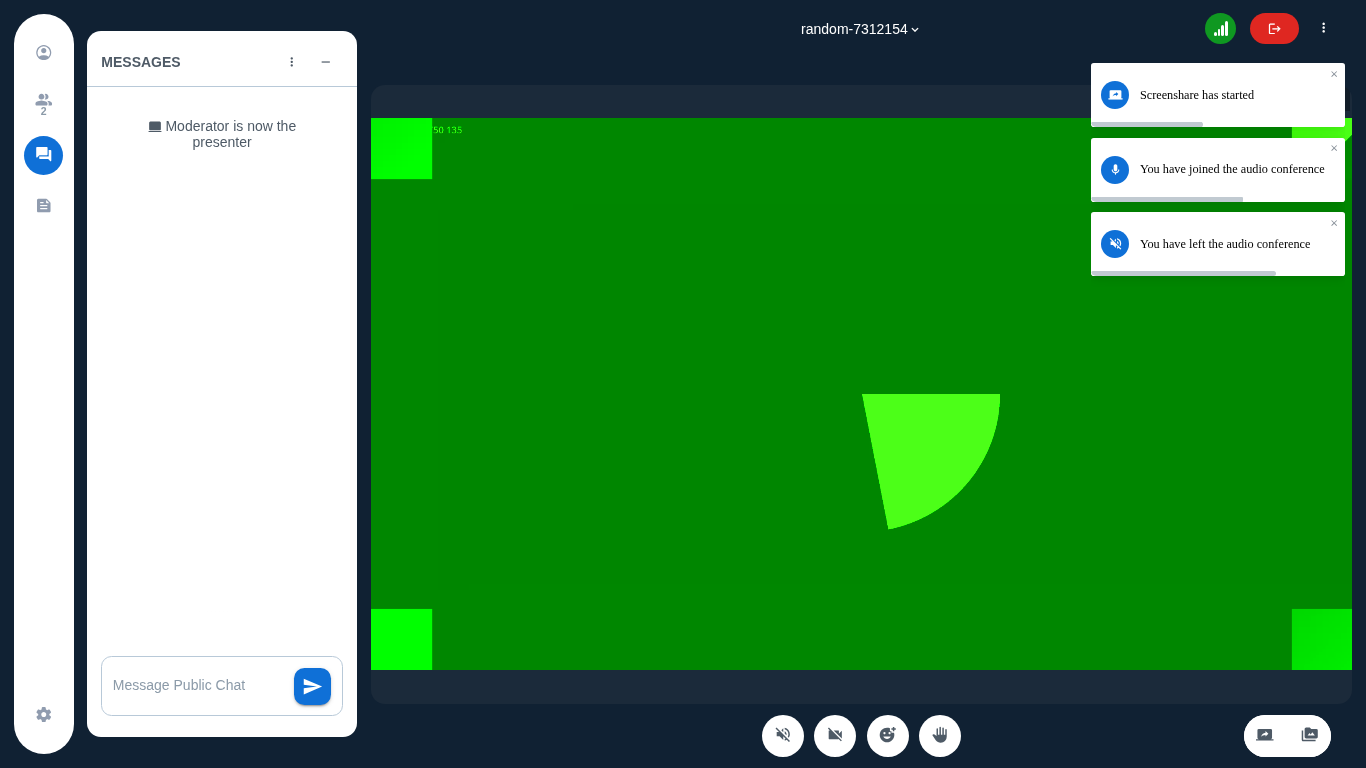 random-7312154
MESSAGES
2
Moderator is now the
presenter
Message Public Chat
Screenshare has started
You have joined the audio conference
You have left the audio conference